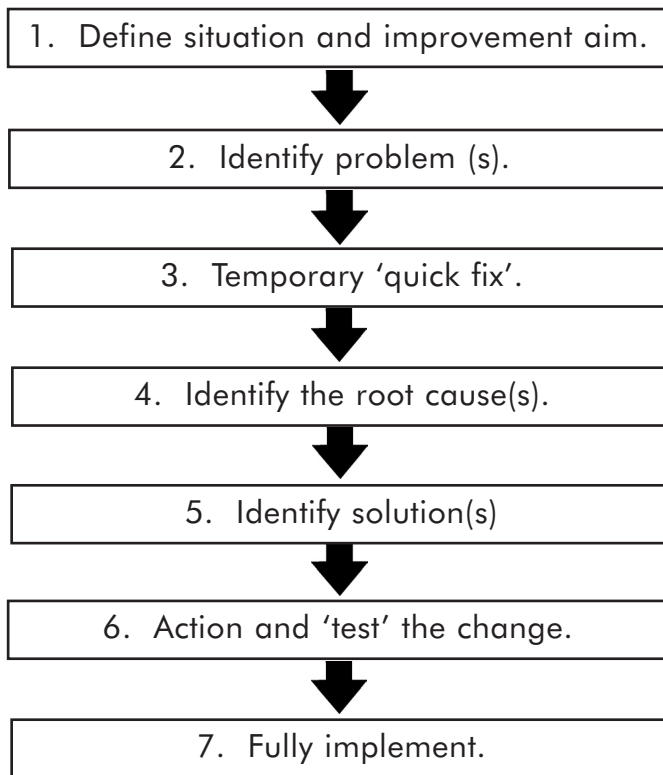 1. Define situation and improvement aim.
2. Identify problem (s).
3. Temporary ‘quick fix’.
4. Identify the root cause(s).
5. Identify solution(s)
6. Action and ‘test’ the change.
7. Fully implement.